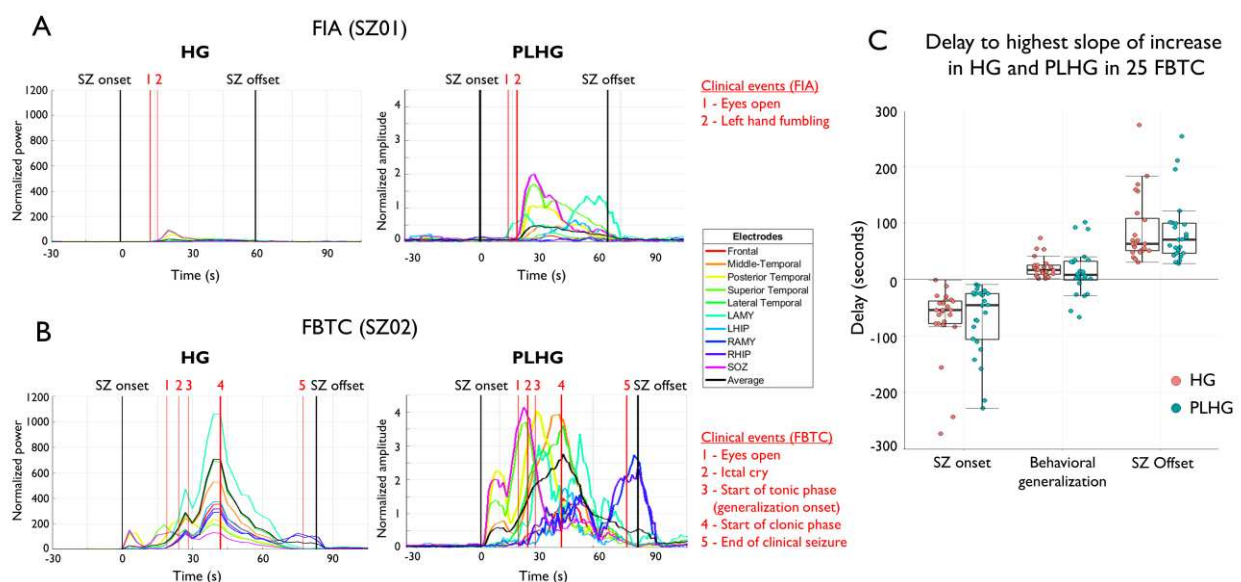 A
FIA (SZ01)
HG
PLHG
SZ onset
1
2
SZ offset
SZ onset
1
2
SZ offset
Normalized power
1200
1000
800
600
400
200
0
-30
0
30
60
90
Time (s)
Normalized amplitude
4
3
2
1
0
-30
0
30
60
90
Time (s)
Clinical events (FIA)
1 - Eyes open
2 - Left hand fumbling
Electrodes
Frontal
Middle-Temporal
Posterior Temporal
Superior Temporal
Lateral Temporal
LAMY
LHIP
RAMY
RHIP
SOZ
Average
B
FBTC (SZ02)
HG
PLHG
SZ onset
1
2
3
4
5
SZ offset
SZ onset
1
2
3
4
5
SZ offset
Normalized power
1200
1000
800
600
400
200
0
-30
0
30
60
90
Time (s)
Normalized amplitude
4
3
2
1
0
-30
0
30
60
90
Time (s)
Clinical events (FBTC)
1 - Eyes open
2 - Ictal cry
3 - Start of tonic phase
(generalization onset)
4 - Start of clonic phase
5 - End of clinical seizure
C
Delay to highest slope of increase
in HG and PLHG in 25 FBTC
Delay (seconds)
300
200
100
0
-100
-200
-300
HG
PLHG
SZ onset
Behavioral
generalization
SZ Offset